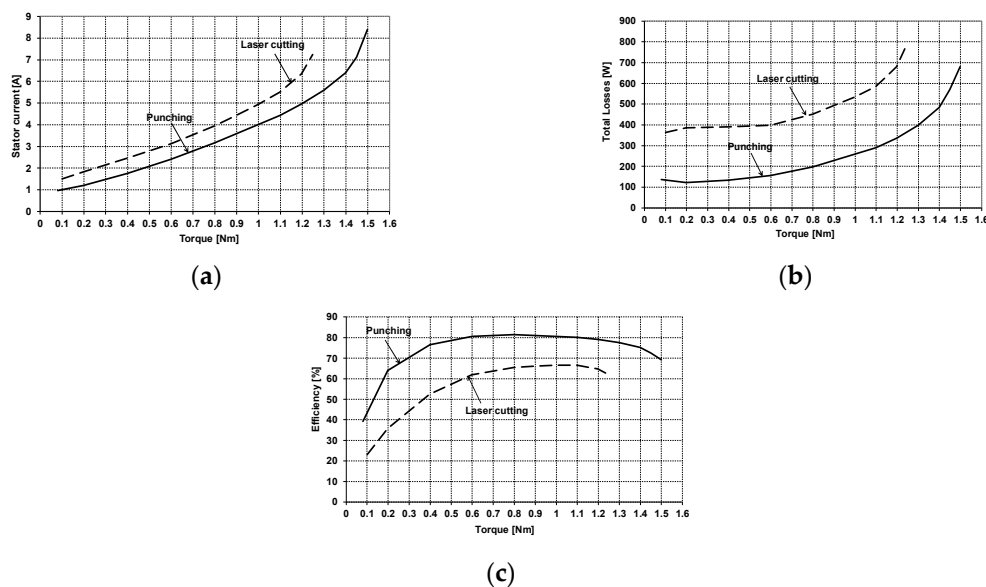 9
8
7
6
5
4
3
2
1
0
Stator current [A]
Laser cutting
Punching
0 0.1 0.2 0.3 0.4 0.5 0.6 0.7 0.8 0.9 1 1.1 1.2 1.3 1.4 1.5 1.6
Torque [Nm]
(a)
900
800
700
600
500
400
300
200
100
0
Total Losses [W]
Laser cutting
Punching
0 0.1 0.2 0.3 0.4 0.5 0.6 0.7 0.8 0.9 1 1.1 1.2 1.3 1.4 1.5 1.6
Torque [Nm]
(b)
90
80
70
60
50
40
30
20
10
0
Efficiency [%]
Punching
Laser cutting
0 0.1 0.2 0.3 0.4 0.5 0.6 0.7 0.8 0.9 1 1.1 1.2 1.3 1.4 1.5 1.6
Torque [Nm]
(c)